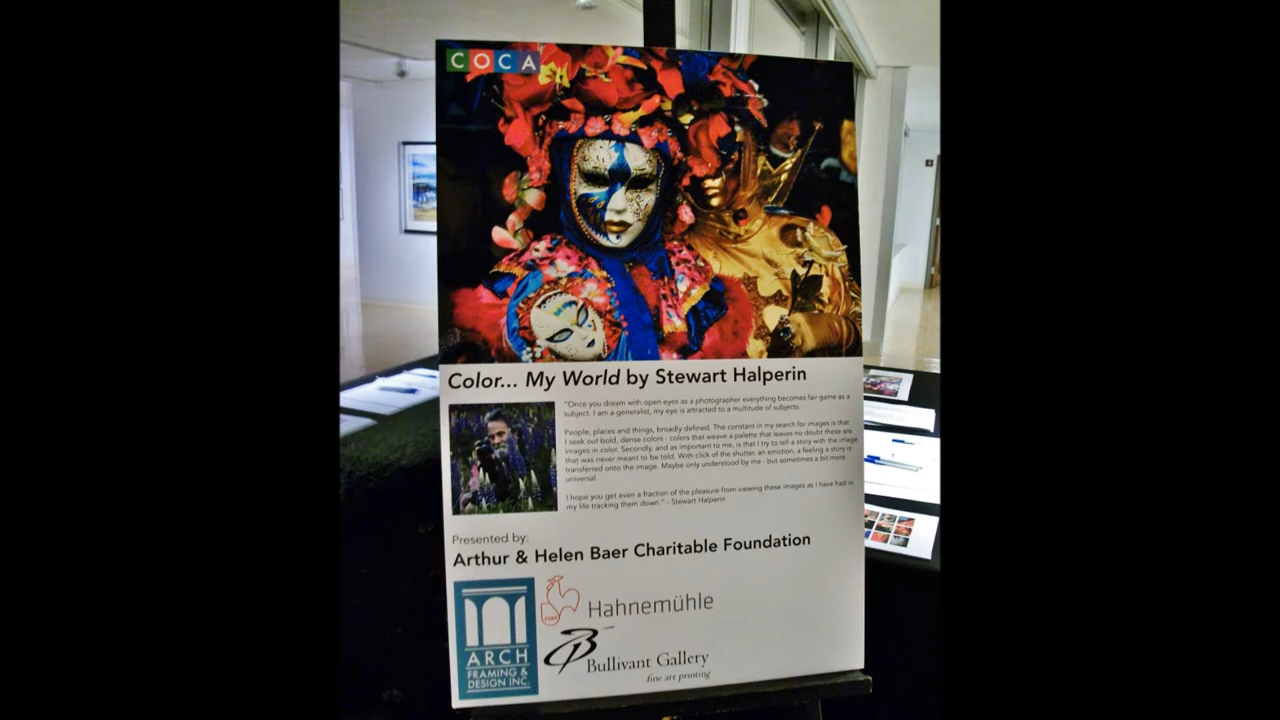 COCA
Color... My World by Stewart Halperin
"Once you dream with open eyes as a photographer everything becomes fair game as a
subject. I am a generalist, my eye is attracted to a multitude of subjects.
People, places and things, broadly defined. The constant in my search for images is that
I seek out bold, dense colors - colors that weave a palette that leaves no doubt these are
images in color. Secondly, and as important to me, is that I try to tell a story with the image
that was never meant to be told. With click of the shutter, an emotion, a feeling a story is
transferred onto the image. Maybe only understood by me - but sometimes a bit more
universal.
I hope you get even a fraction of the pleasure from viewing these images as I have had in
my life tracking them down." - Stewart Halperin
Presented by:
Arthur & Helen Baer Charitable Foundation
ARCH
FRAMING &
DESIGN INC.
1584
Hahnemühle
B
Bullivant Gallery
fine art printing